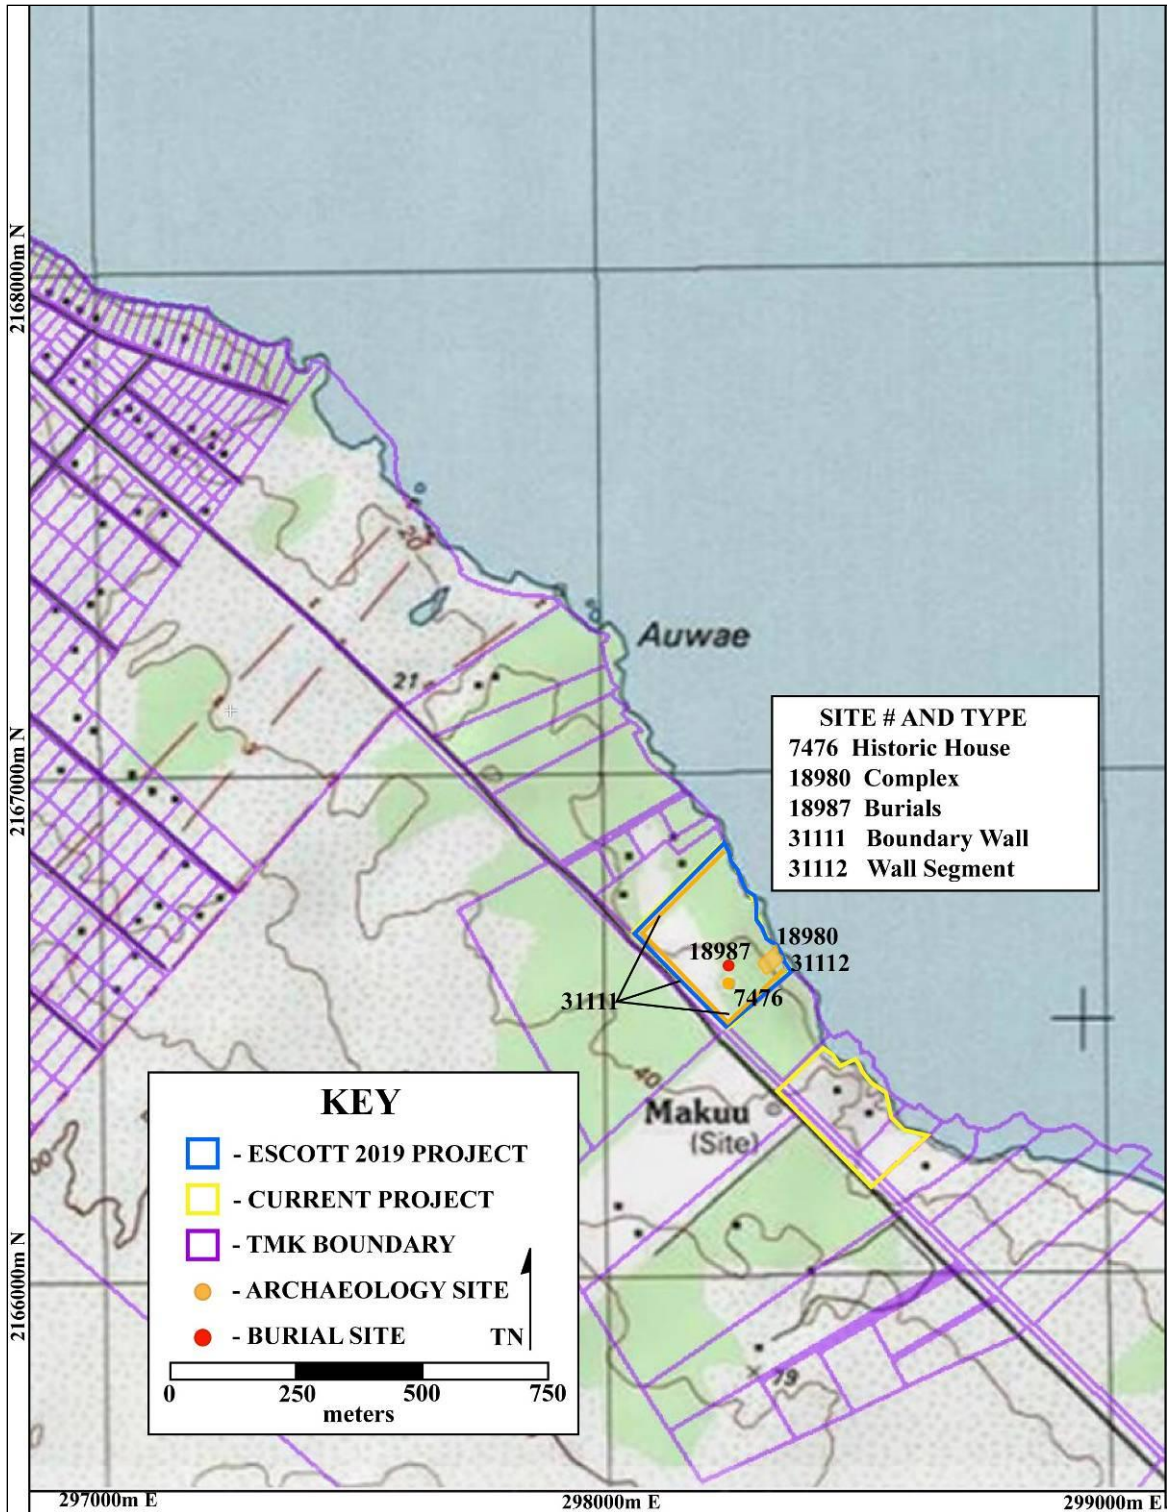 2168000m N
20
Auwae
21
SITE # AND TYPE
7476 Historic House
18980 Complex
18987 Burials
31111 Boundary Wall
31112 Wall Segment
2167000m N
18980
18987
31112
31111
7476
40
Makuu
(Site)
KEY
- ESCOTT 2019 PROJECT
- CURRENT PROJECT
- TMK BOUNDARY
- ARCHAEOLOGY SITE
- BURIAL SITE
TN
0 250 500 750
meters
2166000m N
79
297000m E
298000m E
299000m E